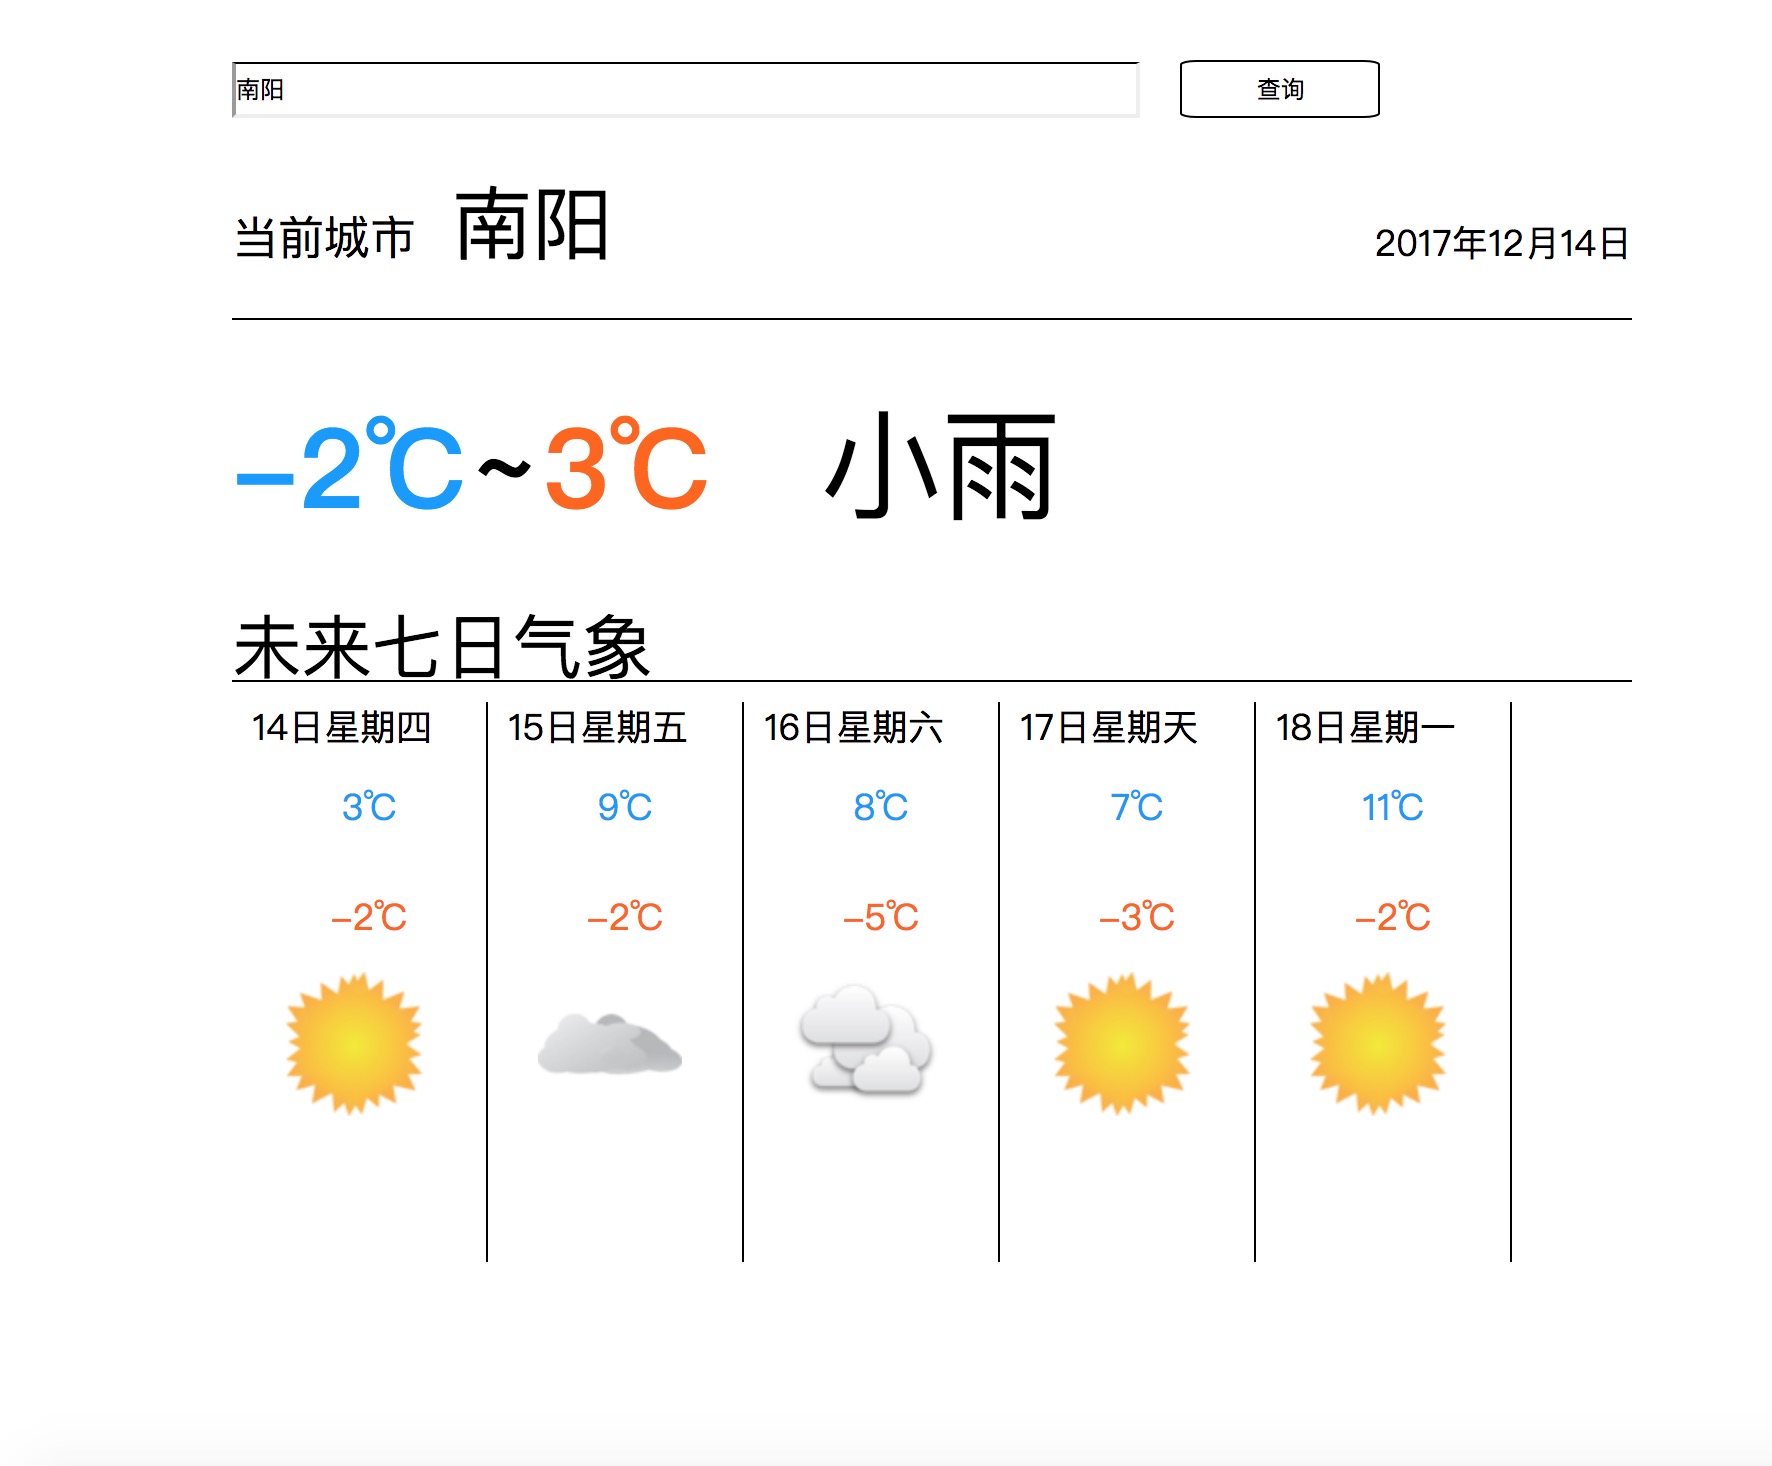 南阳 查询
当前城市 南阳 2017年12月14日
-2℃~3℃ 小雨
未来七日气象
14日星期四 15日星期五 16日星期六 17日星期天 18日星期一
3℃ 9℃ 8℃ 7℃ 11℃
-2℃ -2℃ -5℃ -3℃ -2℃